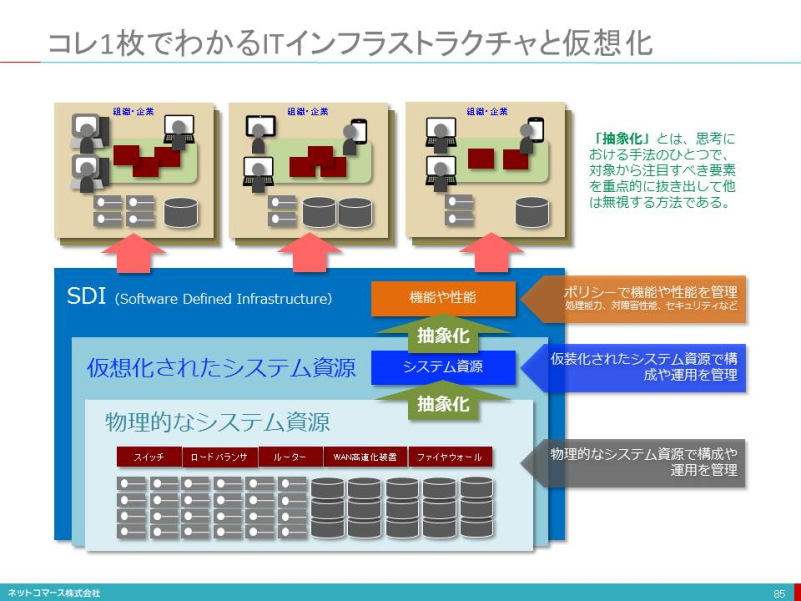 コレ1枚でわかるITインフラストラクチャと仮想化
組織・企業
組織・企業
組織・企業
「抽象化」とは、思考に
おける手法のひとつで、
対象から注目すべき要素
を重点的に抜き出して他
は無視する方法である。
SDI (Software Defined Infrastructure)
機能や性能
ポリシーで機能や性能を管理
処理能力、対障害性能、セキュリティなど
抽象化
仮想化されたシステム資源
システム資源
仮装化されたシステム資源で構
成や運用を管理
抽象化
物理的なシステム資源
スイッチ
ロードバランサ
ルーター
WAN高速化装置
ファイヤウォール
物理的なシステム資源で構成や
運用を管理
ネットコマース株式会社
85